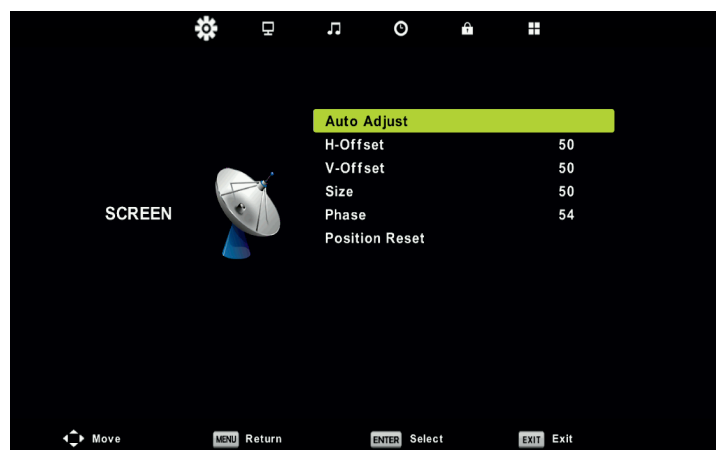 Auto Adjust
H-Offset 50
V-Offset 50
Size 50
SCREEN
Phase 54
Position Reset
Move MENU Return ENTER Select EXIT Exit